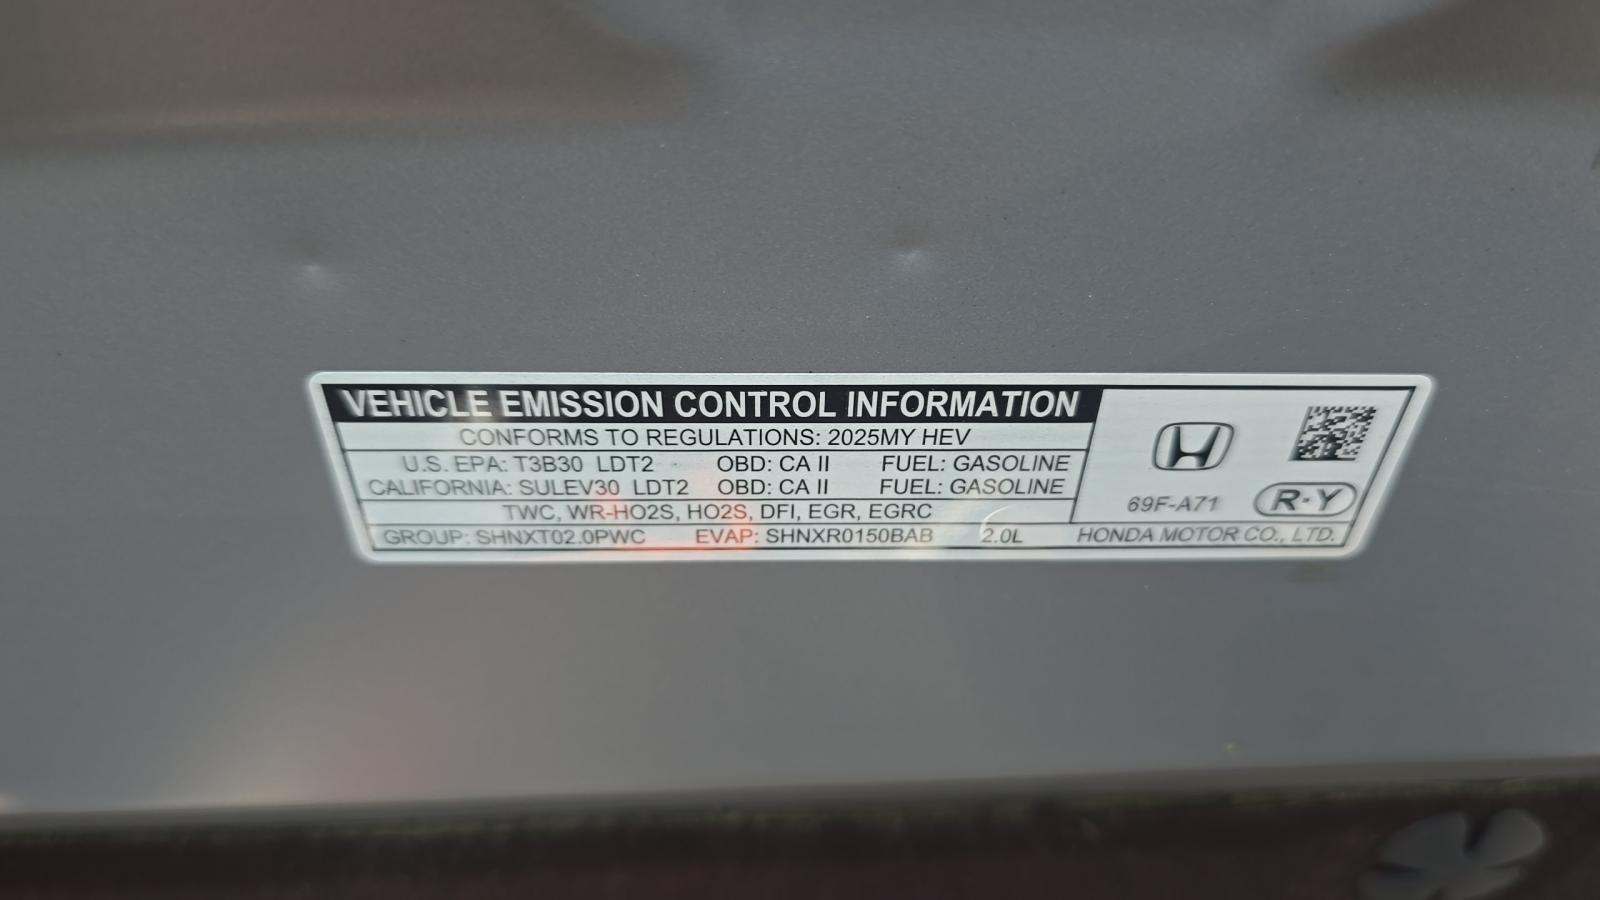 VEHICLE EMISSION CONTROL INFORMATION
CONFORMS TO REGULATIONS: 2025MY HEV
U.S. EPA: T3B30 LDT2 OBD: CA II FUEL: GASOLINE
CALIFORNIA: SULEV30 LDT2 OBD: CA II FUEL: GASOLINE
TWC, WR-HO2S, HO2S, DFI, EGR, EGRC
69F-A71 R-Y
GROUP: SHNXT02.0PWC EVAP: SHNXR0150BAB 2.0L HONDA MOTOR CO., LTD.